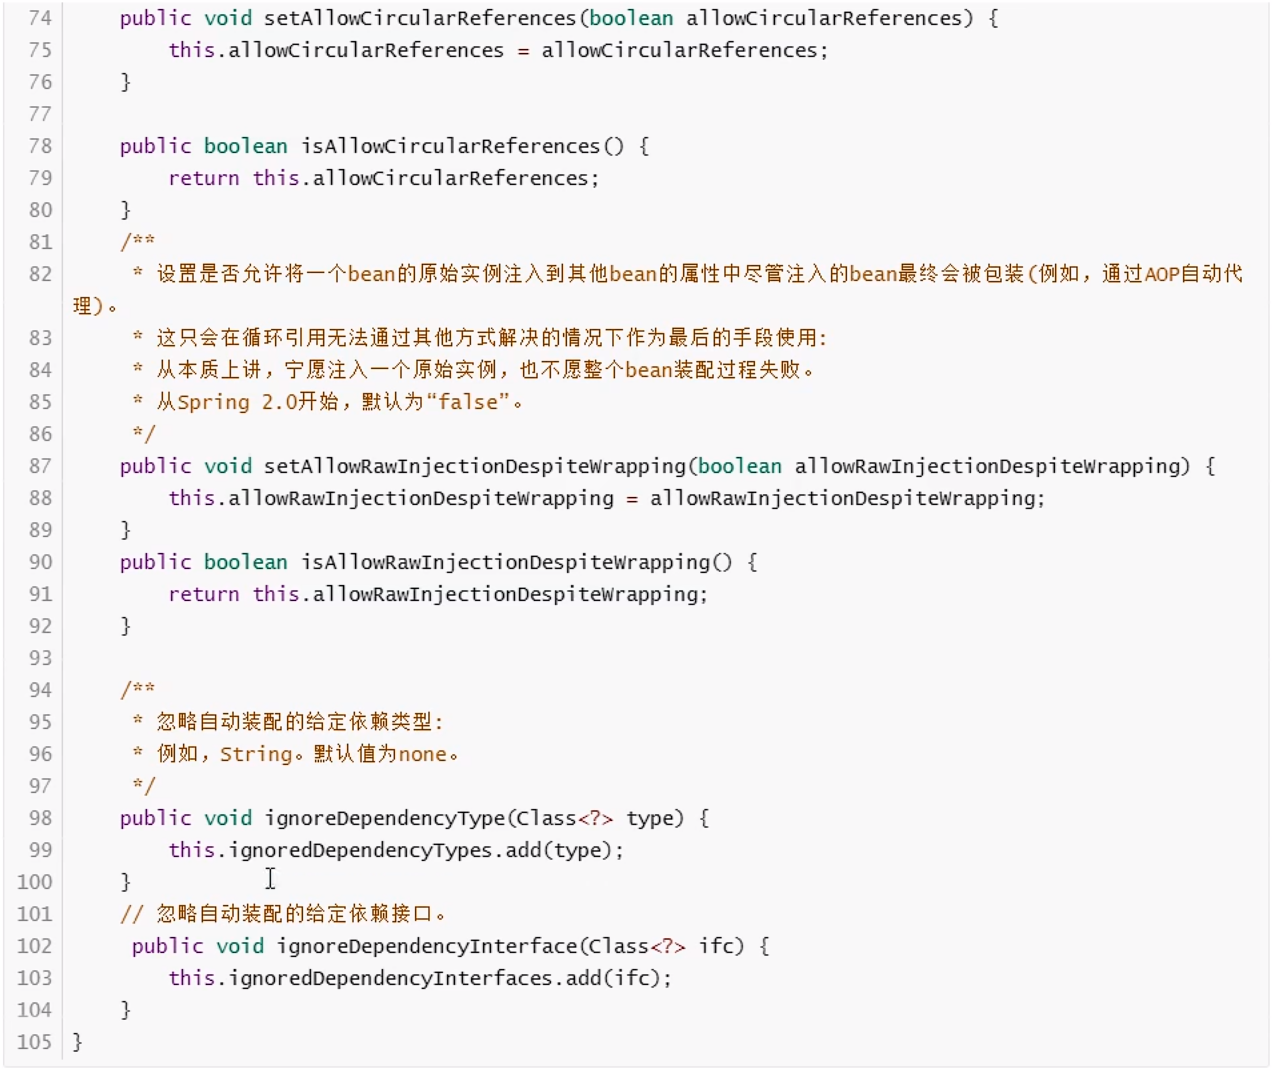 74 public void setAllowCircularReferences(boolean allowCircularReferences) {
75 this.allowCircularReferences = allowCircularReferences;
76 }
77
78 public boolean isAllowCircularReferences() {
79 return this.allowCircularReferences;
80 }
81 /**
82 * 设置是否允许将一个bean的原始实例注入到其他bean的属性中尽管注入的bean最终会被包装(例如，通过AOP自动代
理)。
83 * 这只会在循环引用无法通过其他方式解决的情况下作为最后的手段使用:
84 * 从本质上讲，宁愿注入一个原始实例，也不愿整个bean装配过程失败。
85 * 从Spring 2.0开始，默认为“false”。
86 */
87 public void setAllowRawInjectionDespiteWrapping(boolean allowRawInjectionDespiteWrapping) {
88 this.allowRawInjectionDespiteWrapping = allowRawInjectionDespiteWrapping;
89 }
90 public boolean isAllowRawInjectionDespiteWrapping() {
91 return this.allowRawInjectionDespiteWrapping;
92 }
93
94 /**
95 * 忽略自动装配的给定依赖类型:
96 * 例如，String。默认值为none。
97 */
98 public void ignoreDependencyType(Class<?> type) {
99 this.ignoredDependencyTypes.add(type);
100 }
101 // 忽略自动装配的给定依赖接口。
102 public void ignoreDependencyInterface(Class<?> ifc) {
103 this.ignoredDependencyInterfaces.add(ifc);
104 }
105 }